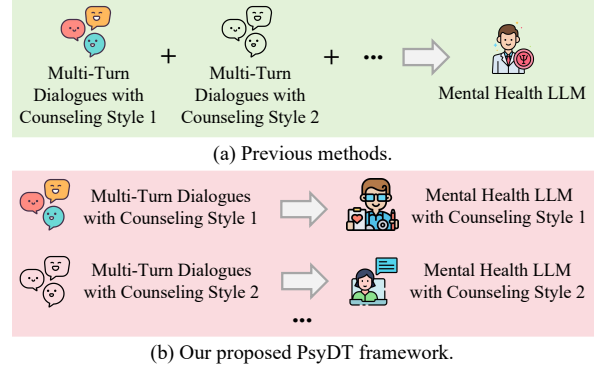 Multi-Turn
Dialogues with
Counseling Style 1
+
Multi-Turn
Dialogues with
Counseling Style 2
+ ...
Mental Health LLM
(a) Previous methods.
Multi-Turn Dialogues
with Counseling Style 1
Mental Health LLM
with Counseling Style 1
Multi-Turn Dialogues
with Counseling Style 2
Mental Health LLM
with Counseling Style 2
...
(b) Our proposed PsyDT framework.